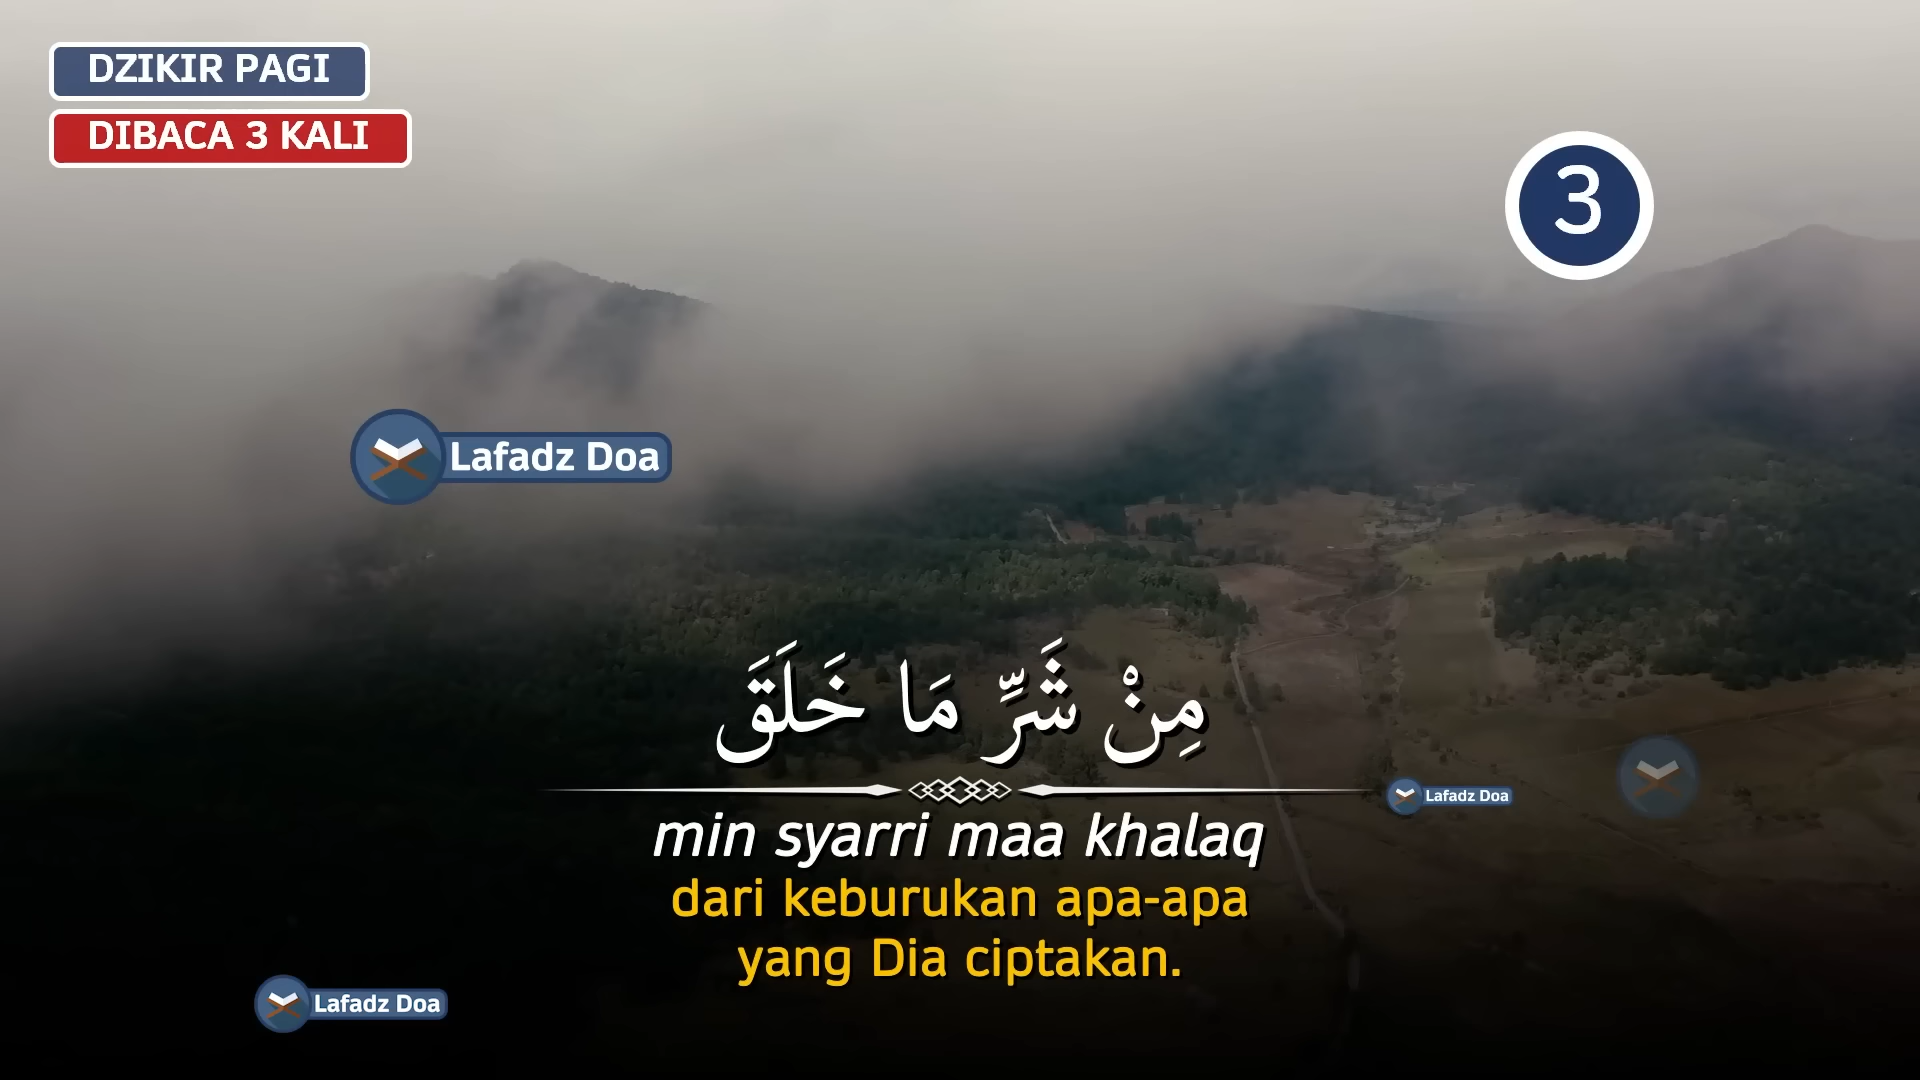 DZIKIR PAGI
DIBACA 3 KALI
3
Lafadz Doa
مِنْ شَرِّ مَا خَلَقَ
Lafadz Doa
min syarri maa khalaq
dari keburukan apa-apa
yang Dia ciptakan.
Lafadz Doa